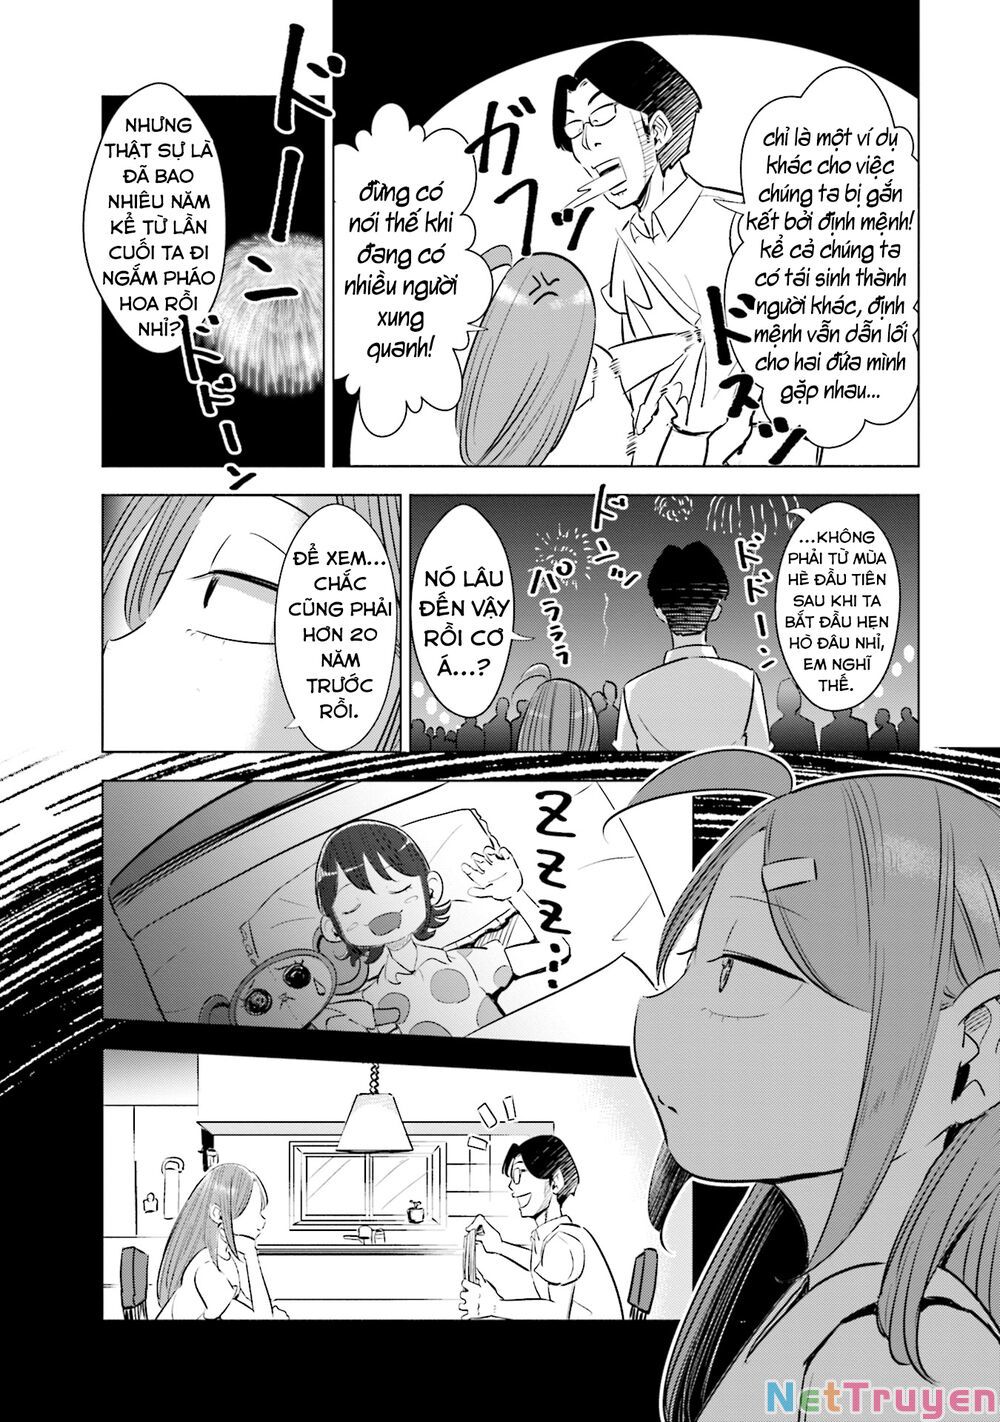 chỉ là một ví dụ
khác cho việc
chúng ta bị gắn
kết bởi định mệnh!
kể cả chúng ta
có tái sinh thành
người khác, định
mệnh vẫn dẫn lối
cho hai đứa mình
gặp nhau...
ガブッ
ドスッ
đừng có
nói thế khi
đang có
nhiều người
xung
quanh!
ドーン
NHƯNG
THẬT SỰ LÀ
ĐÃ BAO
NHIÊU NĂM
KỂ TỪ LẦN
CUỐI TA ĐI
NGẮM PHÁO
HOA RỒI
NHỈ?
ドドーン
...KHÔNG
PHẢI TỪ MÙA
HÈ ĐẦU TIÊN
SAU KHI TA
BẮT ĐẦU HẸN
HÒ ĐÂU NHỈ,
EM NGHĨ
THẾ.
ドドーン
ドンッ
パラララ
NÓ LÂU
ĐẾN VẬY
RỒI CƠ
Á...?
ĐỂ XEM...
CHẮC
CŨNG PHẢI
HƠN 20
NĂM
TRƯỚC
RỒI.
Z Z Z Z...
NetTruyen